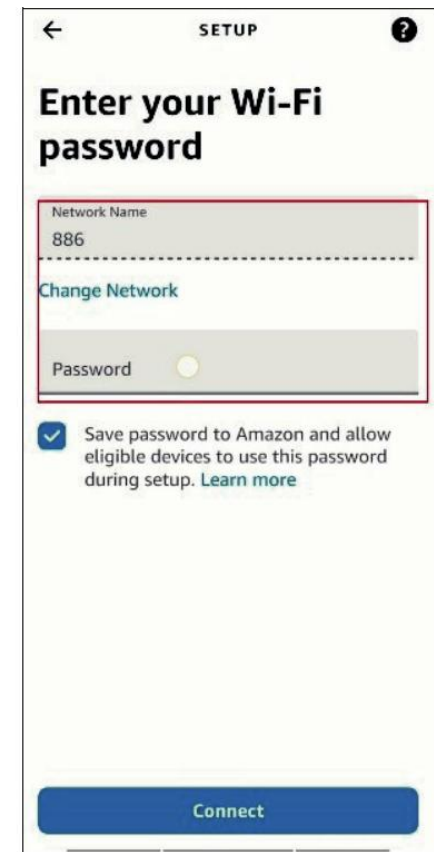 SETUP
?
Enter your Wi-Fi
password
Network Name
886
Change Network
Password
Save password to Amazon and allow
eligible devices to use this password
during setup. Learn more
Connect